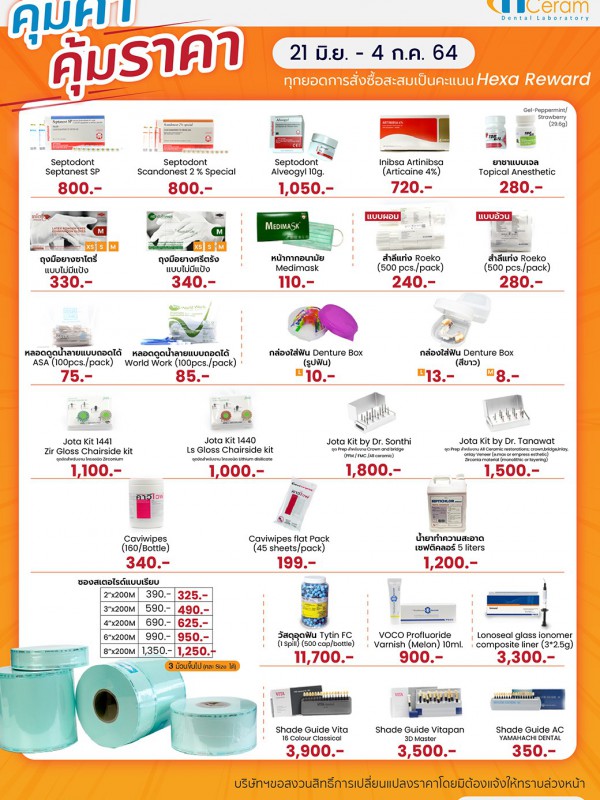 คุ้มค่า
คุ้มราคา
Ceram
Dental Laboratory
21 มิ.ย. - 4 ก.ค. 64
ทุกยอดการสั่งซื้อสะสมเป็นคะแนน Hexa Reward
Septodont
Septanest SP
800.-
Septodont
Scandonest 2 % Special
800.-
Septodont
Alveogyl 10g.
1,050.-
Inibsa Artinibsa
(Articaine 4%)
720.-
Gel-Peppermint/
Strawberry
(29.6g)
ยาชาแบบเจล
Topical Anesthetic
280.-
M
XS S M
ถุงมือยางซาโตรี่
แบบไม่มีแป้ง
330.-
XS S M
ถุงมือยางศรีตรัง
แบบไม่มีแป้ง
340.-
MEDIMASK
หน้ากากอนามัย
Medimask
110.-
แบบผอม
สำลีแท่ง Roeko
(500 pcs./pack)
240.-
แบบอ้วน
สำลีแท่ง Roeko
(500 pcs./pack)
280.-
หลอดดูดน้ำลายแบบถอดได้
ASA (100pcs./pack)
75.-
หลอดดูดน้ำลายแบบถอดได้
World Work (100pcs./pack)
85.-
กล่องใส่ฟัน Denture Box
(รูปฟัน)
L 10.-
กล่องใส่ฟัน Denture Box
(สีขาว)
L 13.- M 8.-
Jota Kit 1441
Zir Gloss Chairside kit
1,100.-
Jota Kit 1440
Ls Gloss Chairside kit
1,000.-
Jota Kit by Dr. Sonthi
ชุด Prep สำหรับงาน Crown and bridge
(PFM / FMC /All ceramic)
1,800.-
Jota Kit by Dr. Tanawat
1,500.-
Caviwipes
(160/Bottle)
340.-
Caviwipes flat Pack
(45 sheets/pack)
199.-
น้ำยาทำความสะอาด
เซฟติคลอร์ 5 liters
1,200.-
ซองสเตอไรด์แบบเรียบ
2"x200M 390.- 325.-
3"x200M 590.- 490.-
4"x200M 690.- 625.-
6"x200M 990.- 950.-
8"x200M 1,350.- 1,250.-
3 ม้วนขึ้นไป (คละ Size ได้)
วัสดุอุดฟัน Tytin FC
(1 Spill) (500 cap/bottle)
11,700.-
VOCO Profluoride
Varnish (Melon) 10ml.
900.-
Lonoseal glass ionomer
composite liner (3*2.5g)
3,300.-
Shade Guide Vita
16 Colour Classical
3,900.-
Shade Guide Vitapan
3D Master
3,500.-
Shade Guide AC
YAMAHACHI DENTAL
350.-
บริษัทฯขอสงวนสิทธิ์การเปลี่ยนแปลงราคาโดยมิต้องแจ้งให้ทราบล่วงหน้า